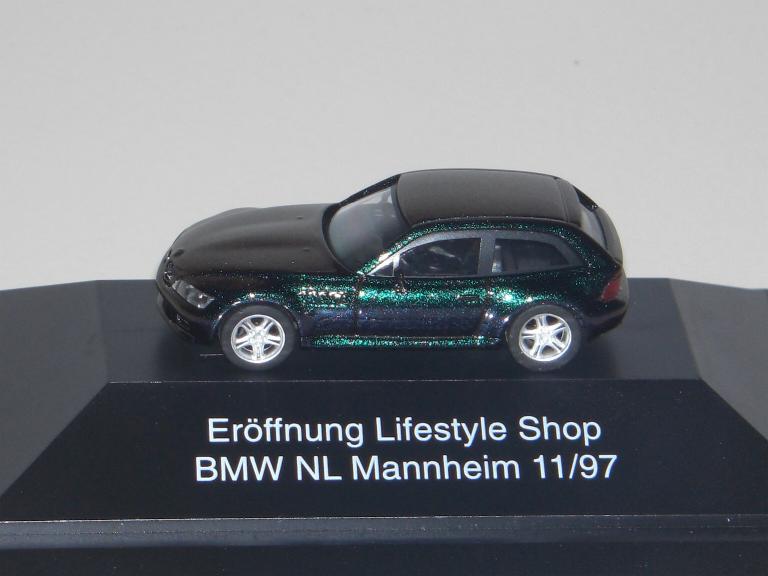 Eröffnung Lifestyle Shop
BMW NL Mannheim 11/97